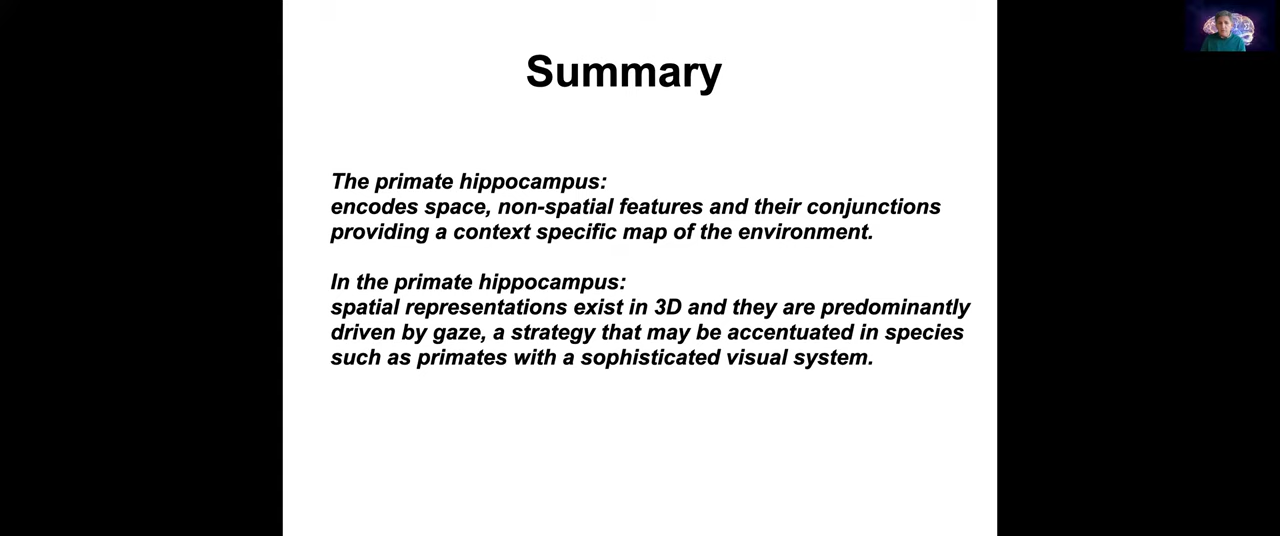 Summary
The primate hippocampus:
encodes space, non-spatial features and their conjunctions
providing a context specific map of the environment.
In the primate hippocampus:
spatial representations exist in 3D and they are predominantly
driven by gaze, a strategy that may be accentuated in species
such as primates with a sophisticated visual system.